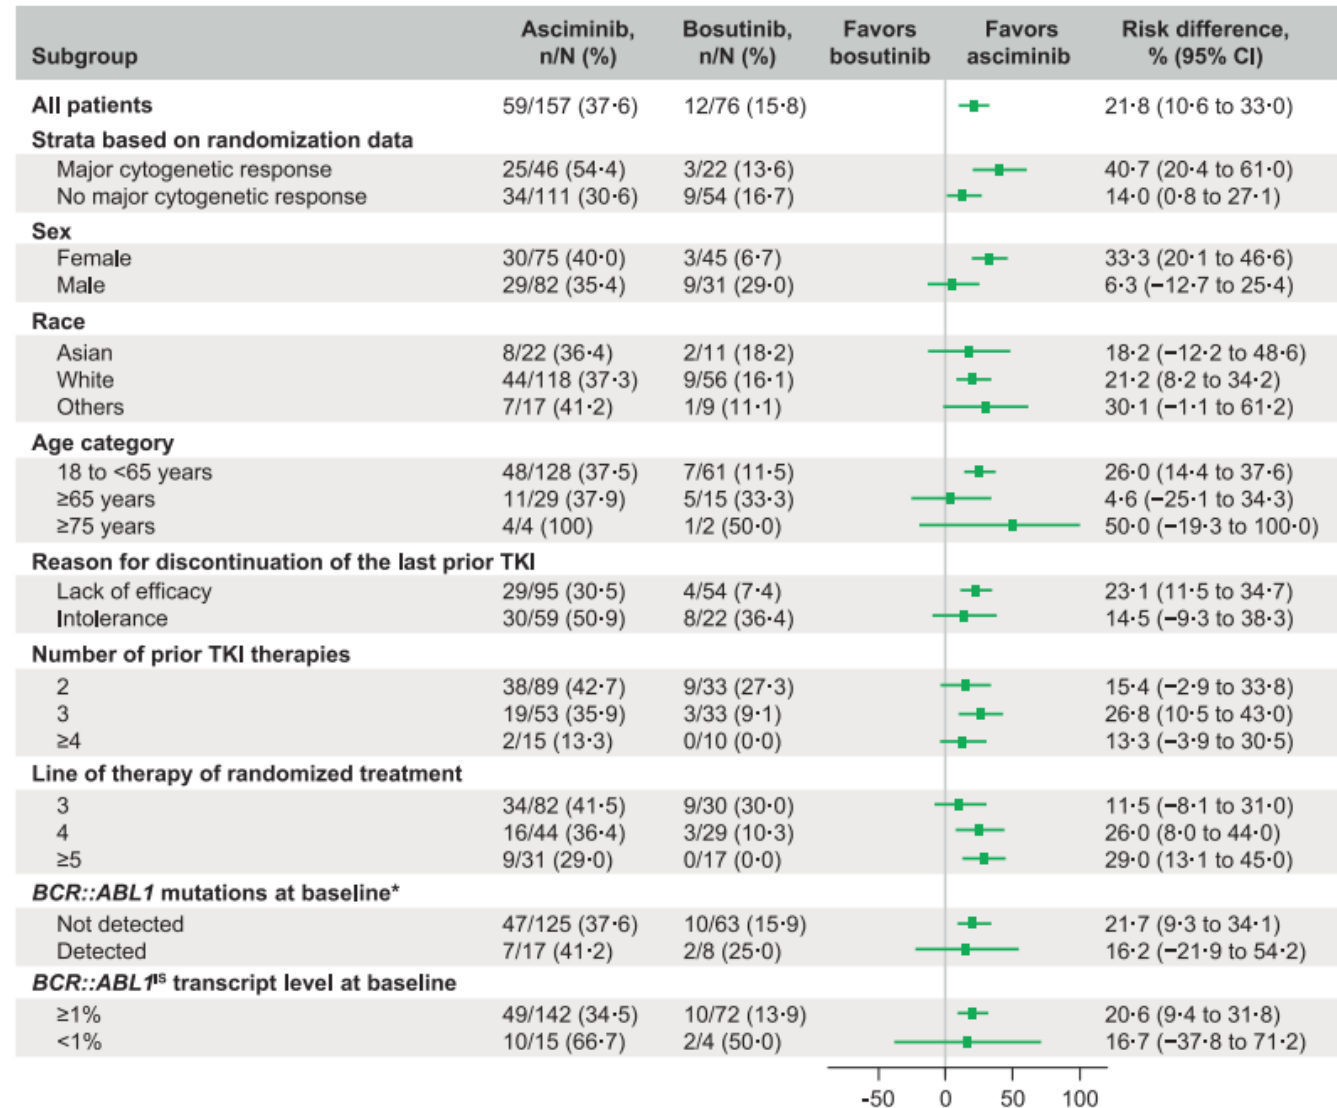 Subgroup Asciminib, n/N (%) Bosutinib, n/N (%) Favors bosutinib Favors asciminib Risk difference, % (95% CI)
All patients 59/157 (37·6) 12/76 (15·8) 21·8 (10·6 to 33·0)
Strata based on randomization data
Major cytogenetic response 25/46 (54·4) 3/22 (13·6) 40·7 (20·4 to 61·0)
No major cytogenetic response 34/111 (30·6) 9/54 (16·7) 14·0 (0·8 to 27·1)
Sex
Female 30/75 (40·0) 3/45 (6·7) 33·3 (20·1 to 46·6)
Male 29/82 (35·4) 9/31 (29·0) 6·3 (−12·7 to 25·4)
Race
Asian 8/22 (36·4) 2/11 (18·2) 18·2 (−12·2 to 48·6)
White 44/118 (37·3) 9/56 (16·1) 21·2 (8·2 to 34·2)
Others 7/17 (41·2) 1/9 (11·1) 30·1 (−1·1 to 61·2)
Age category
18 to <65 years 48/128 (37·5) 7/61 (11·5) 26·0 (14·4 to 37·6)
≥65 years 11/29 (37·9) 5/15 (33·3) 4·6 (−25·1 to 34·3)
≥75 years 4/4 (100) 1/2 (50·0) 50·0 (−19·3 to 100·0)
Reason for discontinuation of the last prior TKI
Lack of efficacy 29/95 (30·5) 4/54 (7·4) 23·1 (11·5 to 34·7)
Intolerance 30/59 (50·9) 8/22 (36·4) 14·5 (−9·3 to 38·3)
Number of prior TKI therapies
2 38/89 (42·7) 9/33 (27·3) 15·4 (−2·9 to 33·8)
3 19/53 (35·9) 3/33 (9·1) 26·8 (10·5 to 43·0)
≥4 2/15 (13·3) 0/10 (0·0) 13·3 (−3·9 to 30·5)
Line of therapy of randomized treatment
3 34/82 (41·5) 9/30 (30·0) 11·5 (−8·1 to 31·0)
4 16/44 (36·4) 3/29 (10·3) 26·0 (8·0 to 44·0)
≥5 9/31 (29·0) 0/17 (0·0) 29·0 (13·1 to 45·0)
BCR::ABL1 mutations at baseline*
Not detected 47/125 (37·6) 10/63 (15·9) 21·7 (9·3 to 34·1)
Detected 7/17 (41·2) 2/8 (25·0) 16·2 (−21·9 to 54·2)
BCR::ABL1ᴵˢ transcript level at baseline
≥1% 49/142 (34·5) 10/72 (13·9) 20·6 (9·4 to 31·8)
<1% 10/15 (66·7) 2/4 (50·0) 16·7 (−37·8 to 71·2)
-50 0 50 100